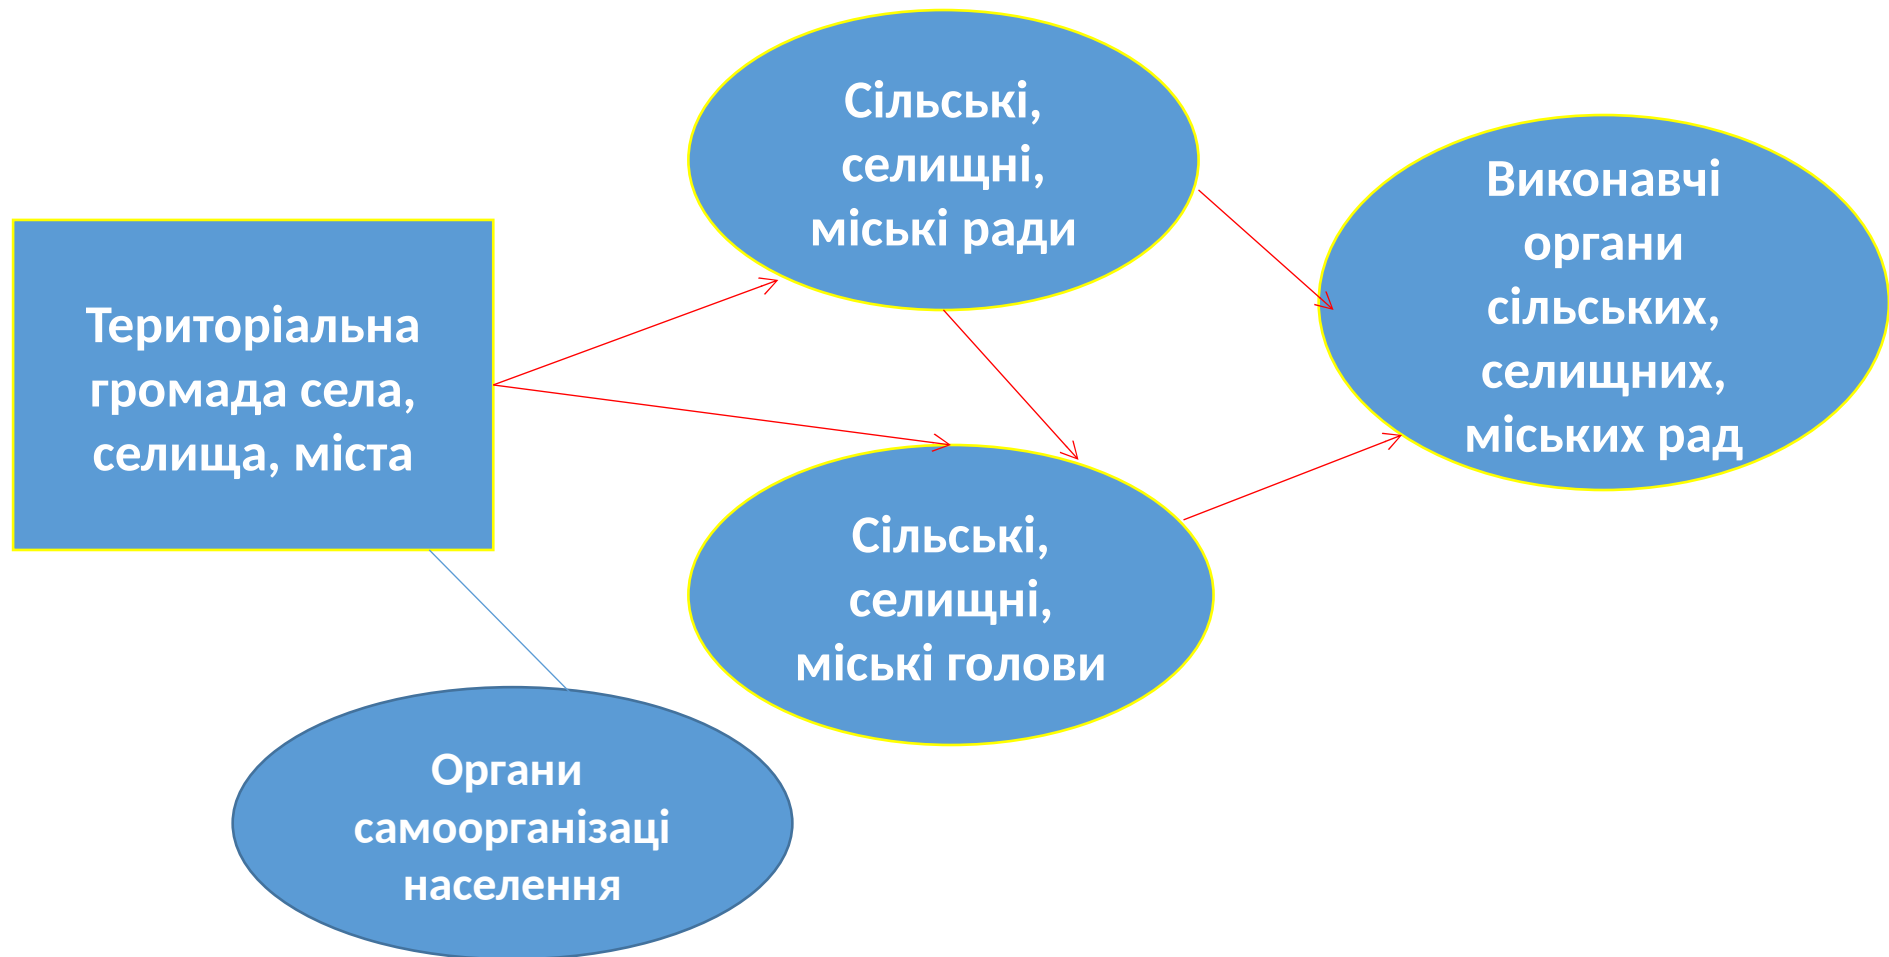 Територіальна
громада села,
селища, міста
Сільські,
селищні,
міські ради
Сільські,
селищні,
міські голови
Виконавчі
органи
сільських,
селищних,
міських рад
Органи
самоорганізаці
населення